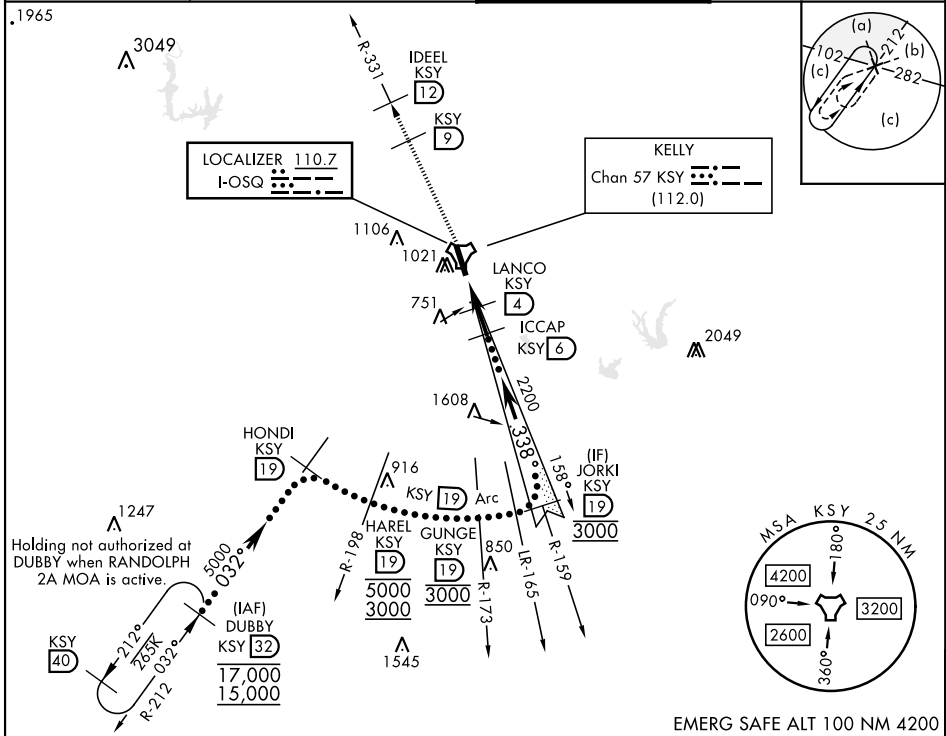 1965
3049
R-331
IDEEL
KSY
12
KSY
9
(a)
212
102
(b)
(c)
282
(c)
LOCALIZER 110.7
I-OSQ
KELLY
Chan 57 KSY
(112.0)
1106
1021
LANCO
KSY
4
751
ICCAP
KSY 6
2049
2200
1608
338°
158°
(IF)
JORKI
KSY
19
3000
HONDI
KSY
19
916
KSY 19 Arc
HAREL
KSY
19
5000
3000
GUNGE
KSY
19
3000
850
R-198
R-173
LR-165
R-159
1247
Holding not authorized at
DUBBY when RANDOLPH
2A MOA is active.
5000
032°
(IAF)
DUBBY
KSY 32
17,000
15,000
212°
265K
032°
KSY
40
R-212
1545
MSA KSY 25 NM
180°
4200
090°
3200
2600
360°
EMERG SAFE ALT 100 NM 4200